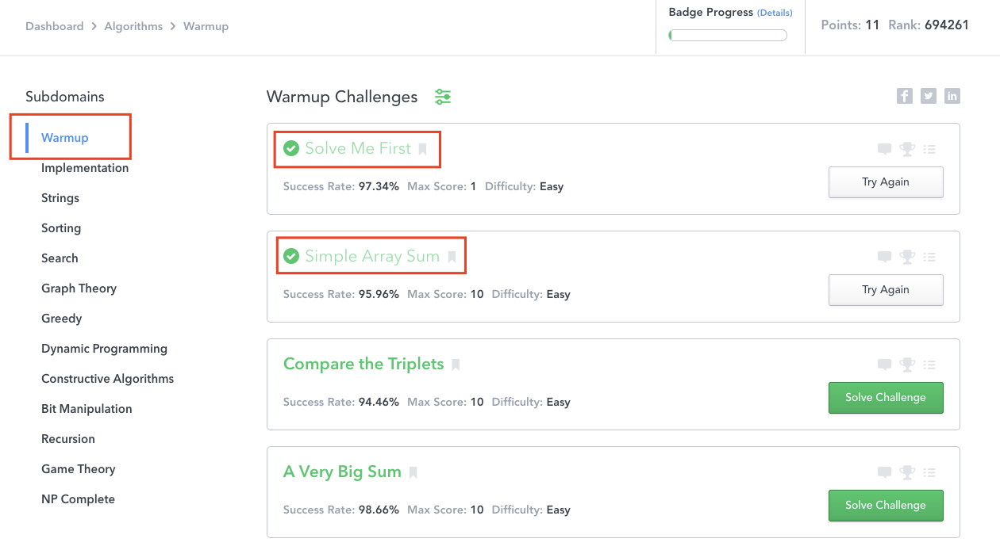 Dashboard > Algorithms > Warmup
Badge Progress (Details)
Points: 11 Rank: 694261
Subdomains
Warmup
Implementation
Strings
Sorting
Search
Graph Theory
Greedy
Dynamic Programming
Constructive Algorithms
Bit Manipulation
Recursion
Game Theory
NP Complete
Warmup Challenges
f in
Solve Me First
Success Rate: 97.34% Max Score: 1 Difficulty: Easy
Try Again
Simple Array Sum
Success Rate: 95.96% Max Score: 10 Difficulty: Easy
Try Again
Compare the Triplets
Success Rate: 94.46% Max Score: 10 Difficulty: Easy
Solve Challenge
A Very Big Sum
Success Rate: 98.66% Max Score: 10 Difficulty: Easy
Solve Challenge